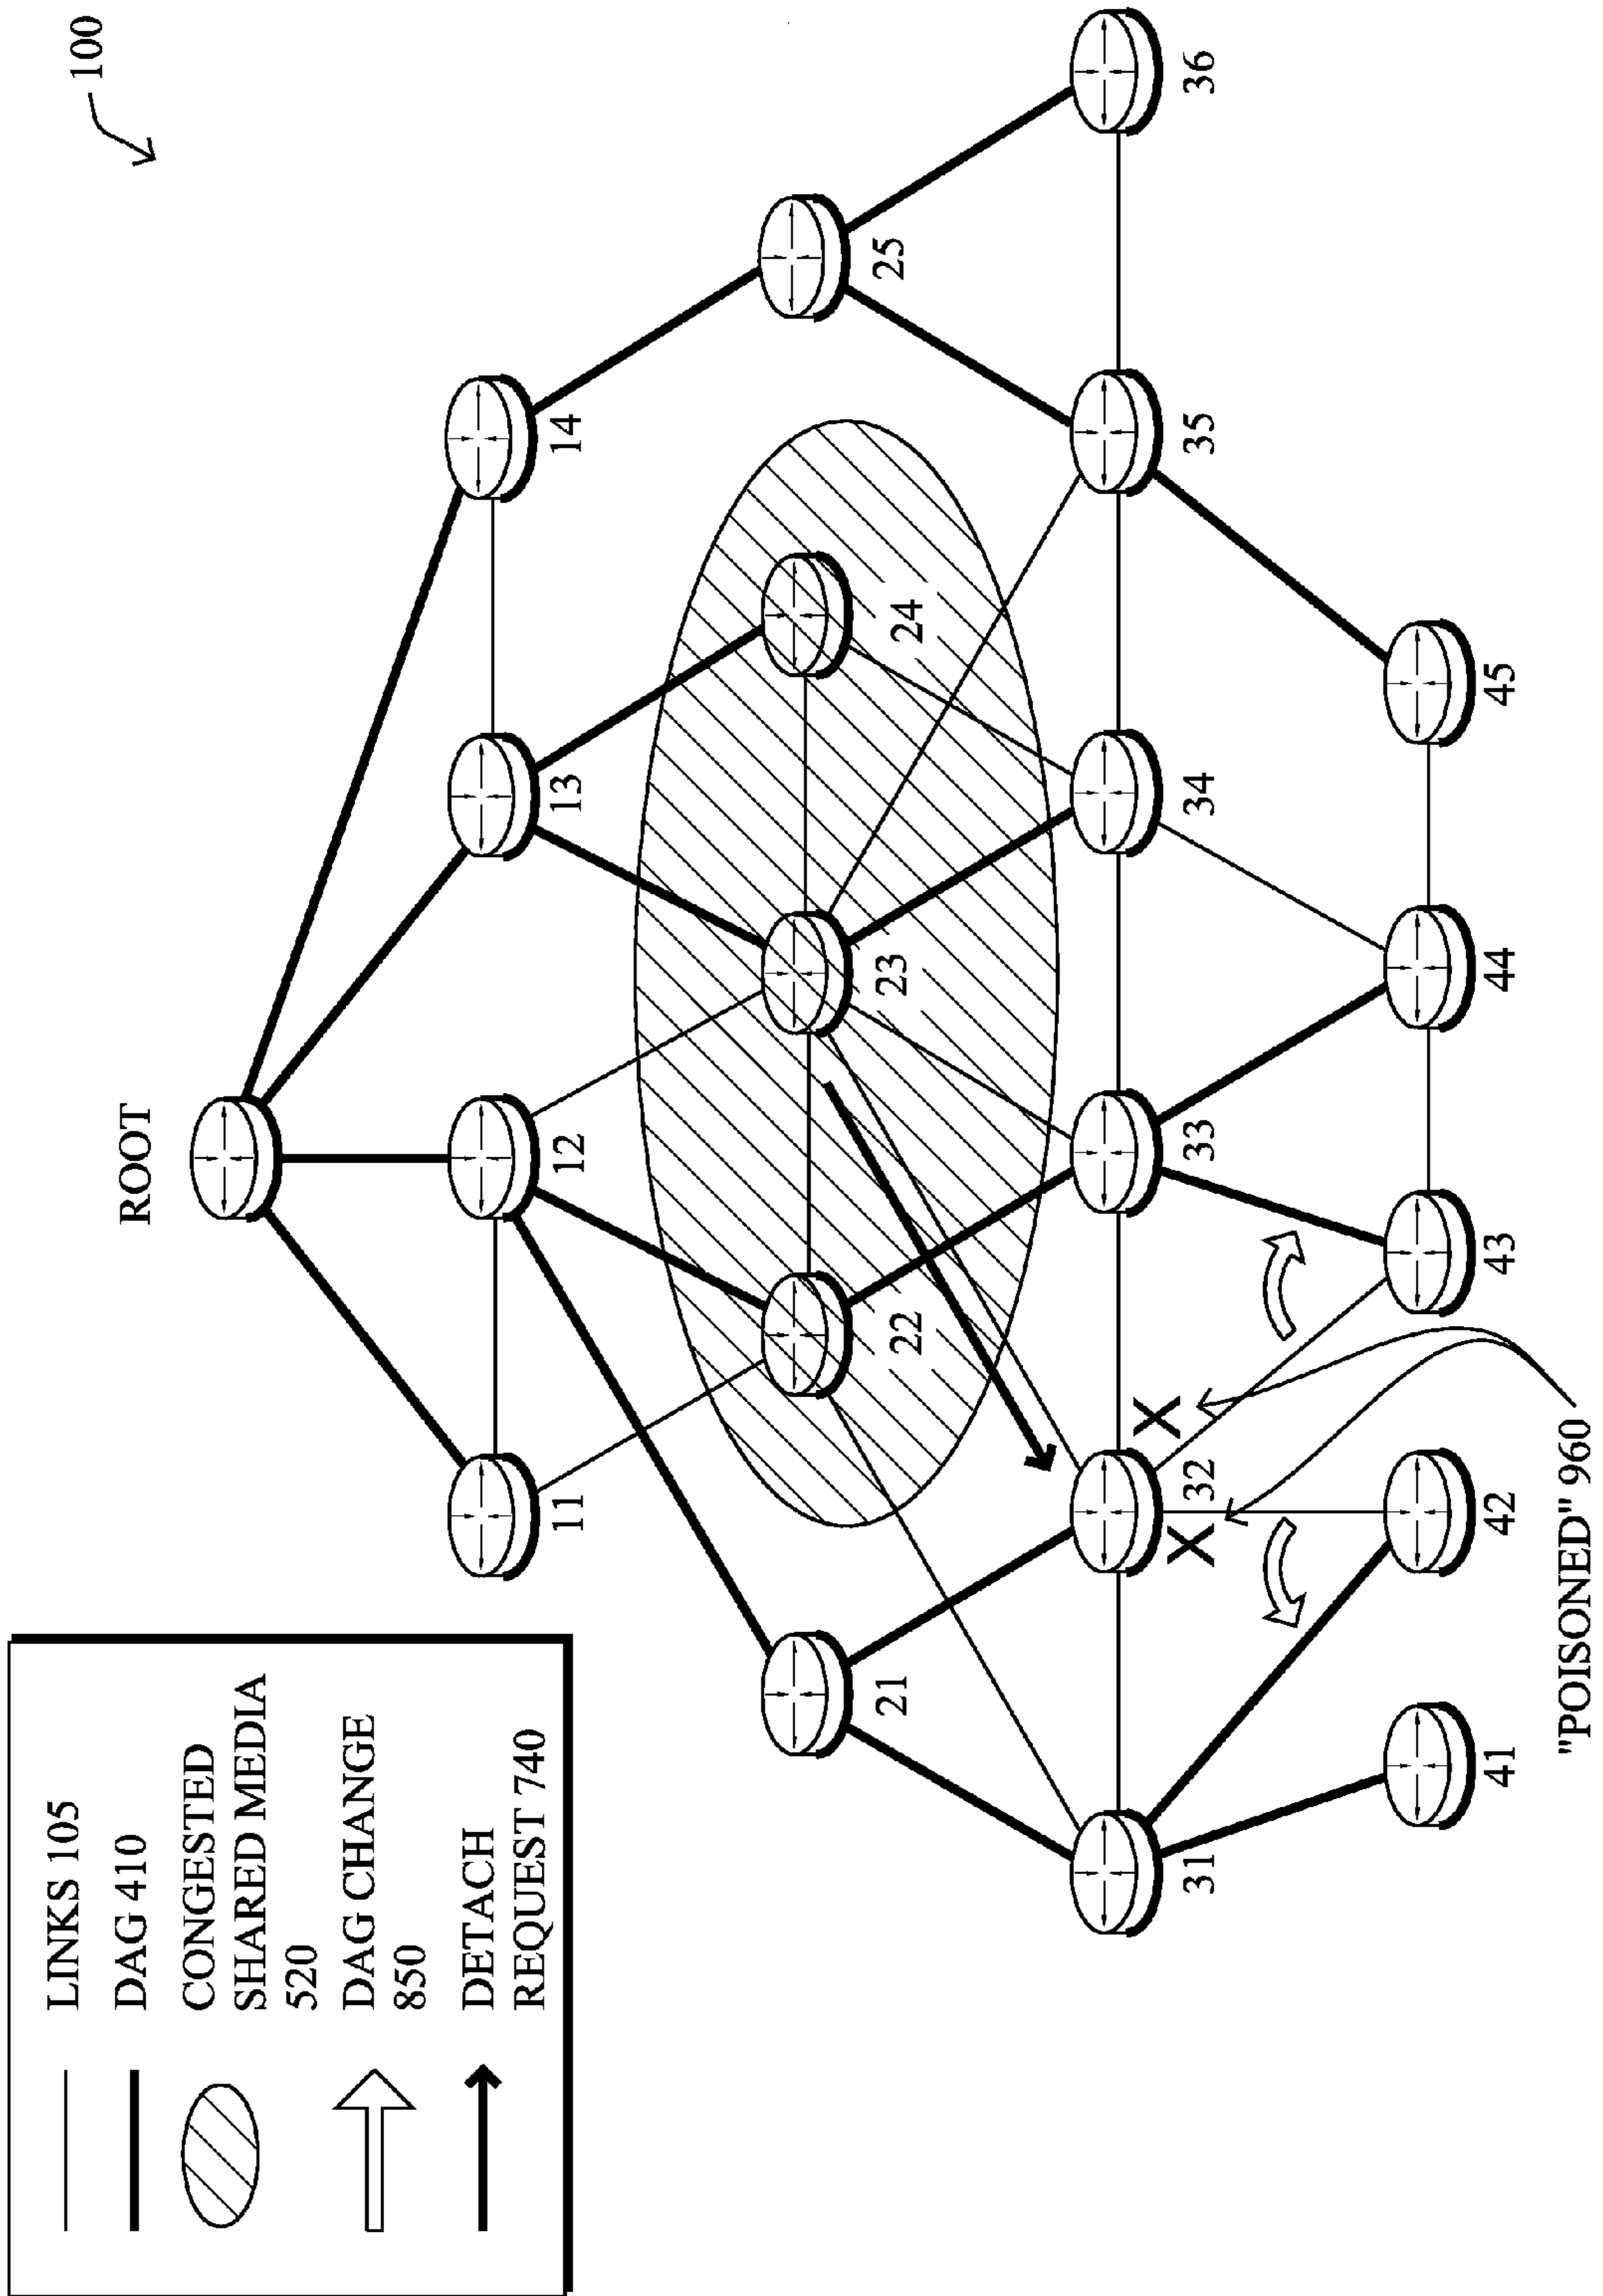 LINKS 105
DAG 410
CONGESTED
SHARED MEDIA
520
DAG CHANGE
850
DETACH
REQUEST 740
100
ROOT
11
12
13
14
21
22
23
24
25
31
32
33
34
35
36
X
X
41
42
43
44
45
"POISONED" 960